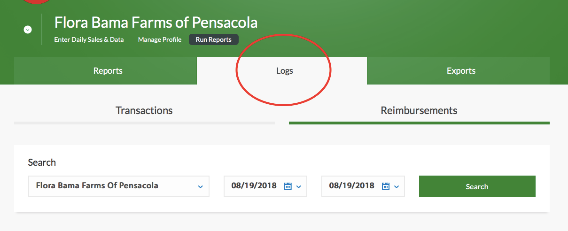 Flora Bama Farms of Pensacola
Enter Daily Sales & Data Manage Profile Run Reports
Reports Logs Exports
Transactions Reimbursements
Search
Flora Bama Farms Of Pensacola 08/19/2018 08/19/2018 Search